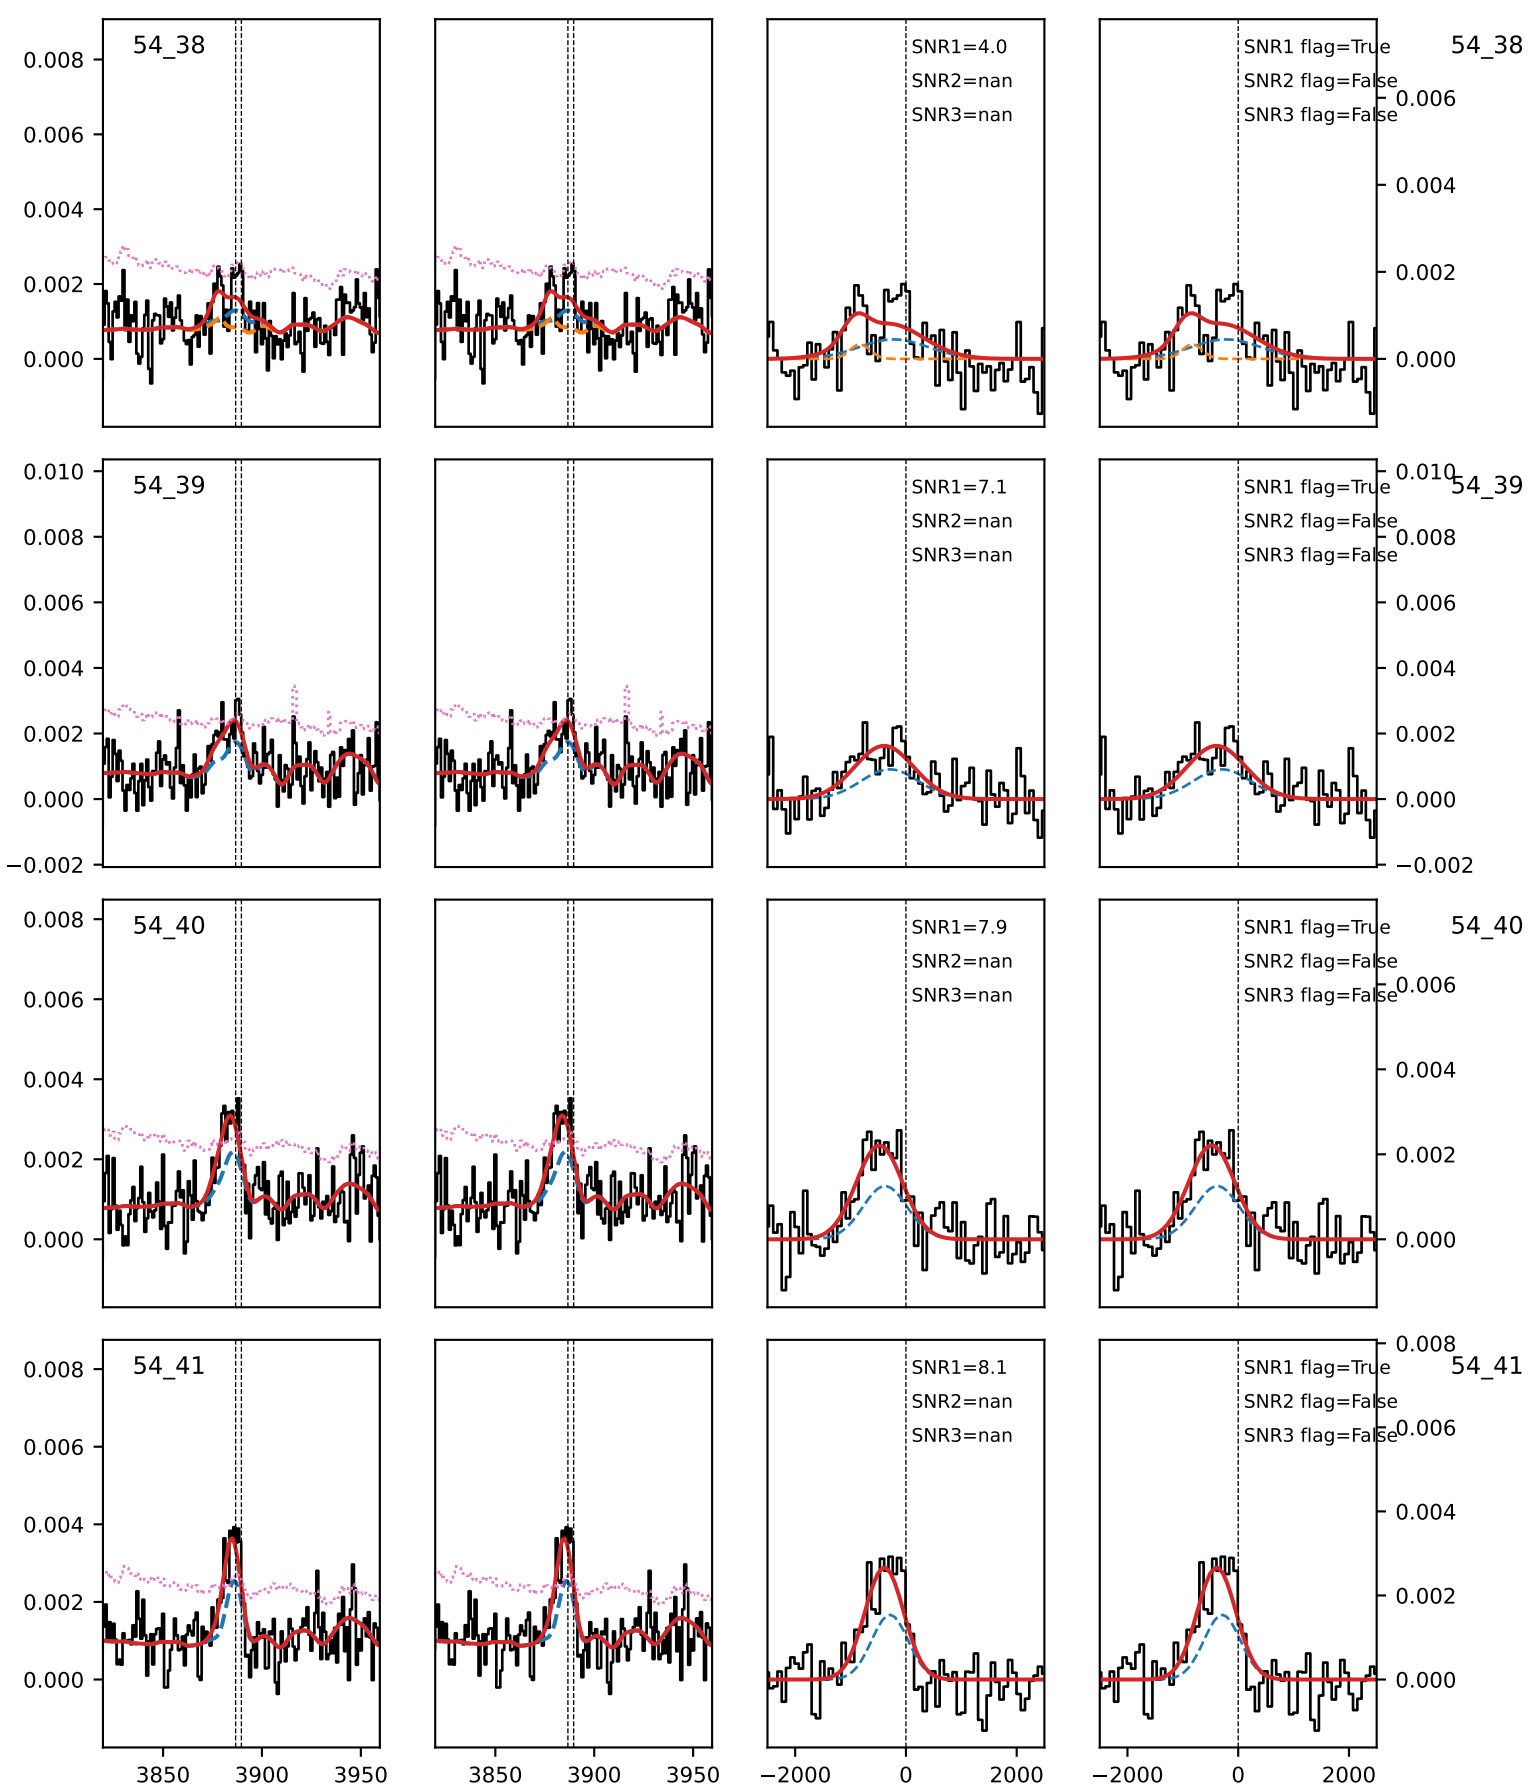 54_38
SNR1=4.0
SNR2=nan
SNR3=nan
SNR1 flag=True
SNR2 flag=False
SNR3 flag=False
54_38
0.008
0.006
0.004
0.002
0.000
0.006
0.004
0.002
0.000
54_39
SNR1=7.1
SNR2=nan
SNR3=nan
SNR1 flag=True
SNR2 flag=False
SNR3 flag=False
54_39
0.010
0.008
0.006
0.004
0.002
0.000
−0.002
0.010
0.008
0.006
0.004
0.002
0.000
−0.002
54_40
SNR1=7.9
SNR2=nan
SNR3=nan
SNR1 flag=True
SNR2 flag=False
SNR3 flag=False
54_40
0.008
0.006
0.004
0.002
0.000
0.006
0.004
0.002
0.000
54_41
SNR1=8.1
SNR2=nan
SNR3=nan
SNR1 flag=True
SNR2 flag=False
SNR3 flag=False
54_41
0.008
0.006
0.004
0.002
0.000
0.008
0.006
0.004
0.002
0.000
3850 3900 3950
3850 3900 3950
−2000 0 2000
−2000 0 2000